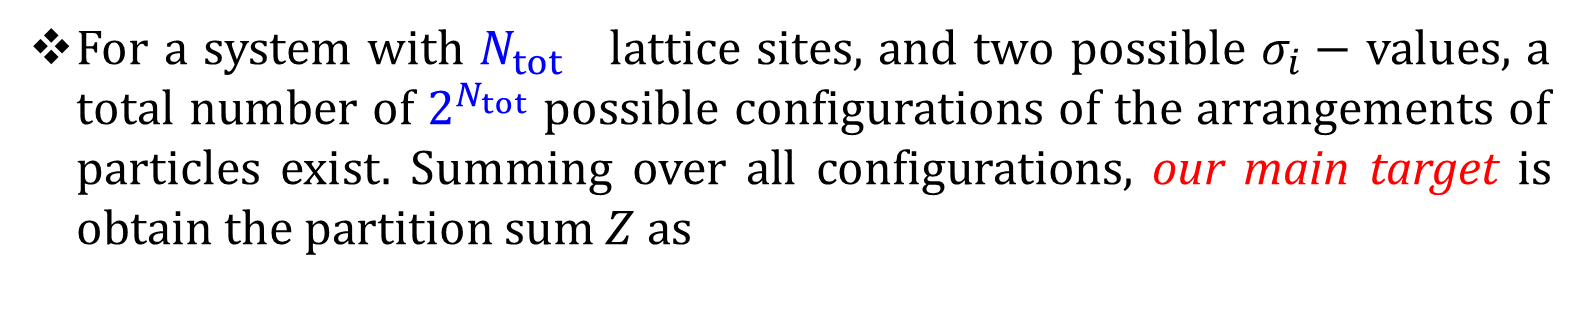 ❖For a system with N_tot lattice sites, and two possible σ_i − values, a
total number of 2^{N_tot} possible configurations of the arrangements of
particles exist. Summing over all configurations, our main target is
obtain the partition sum Z as